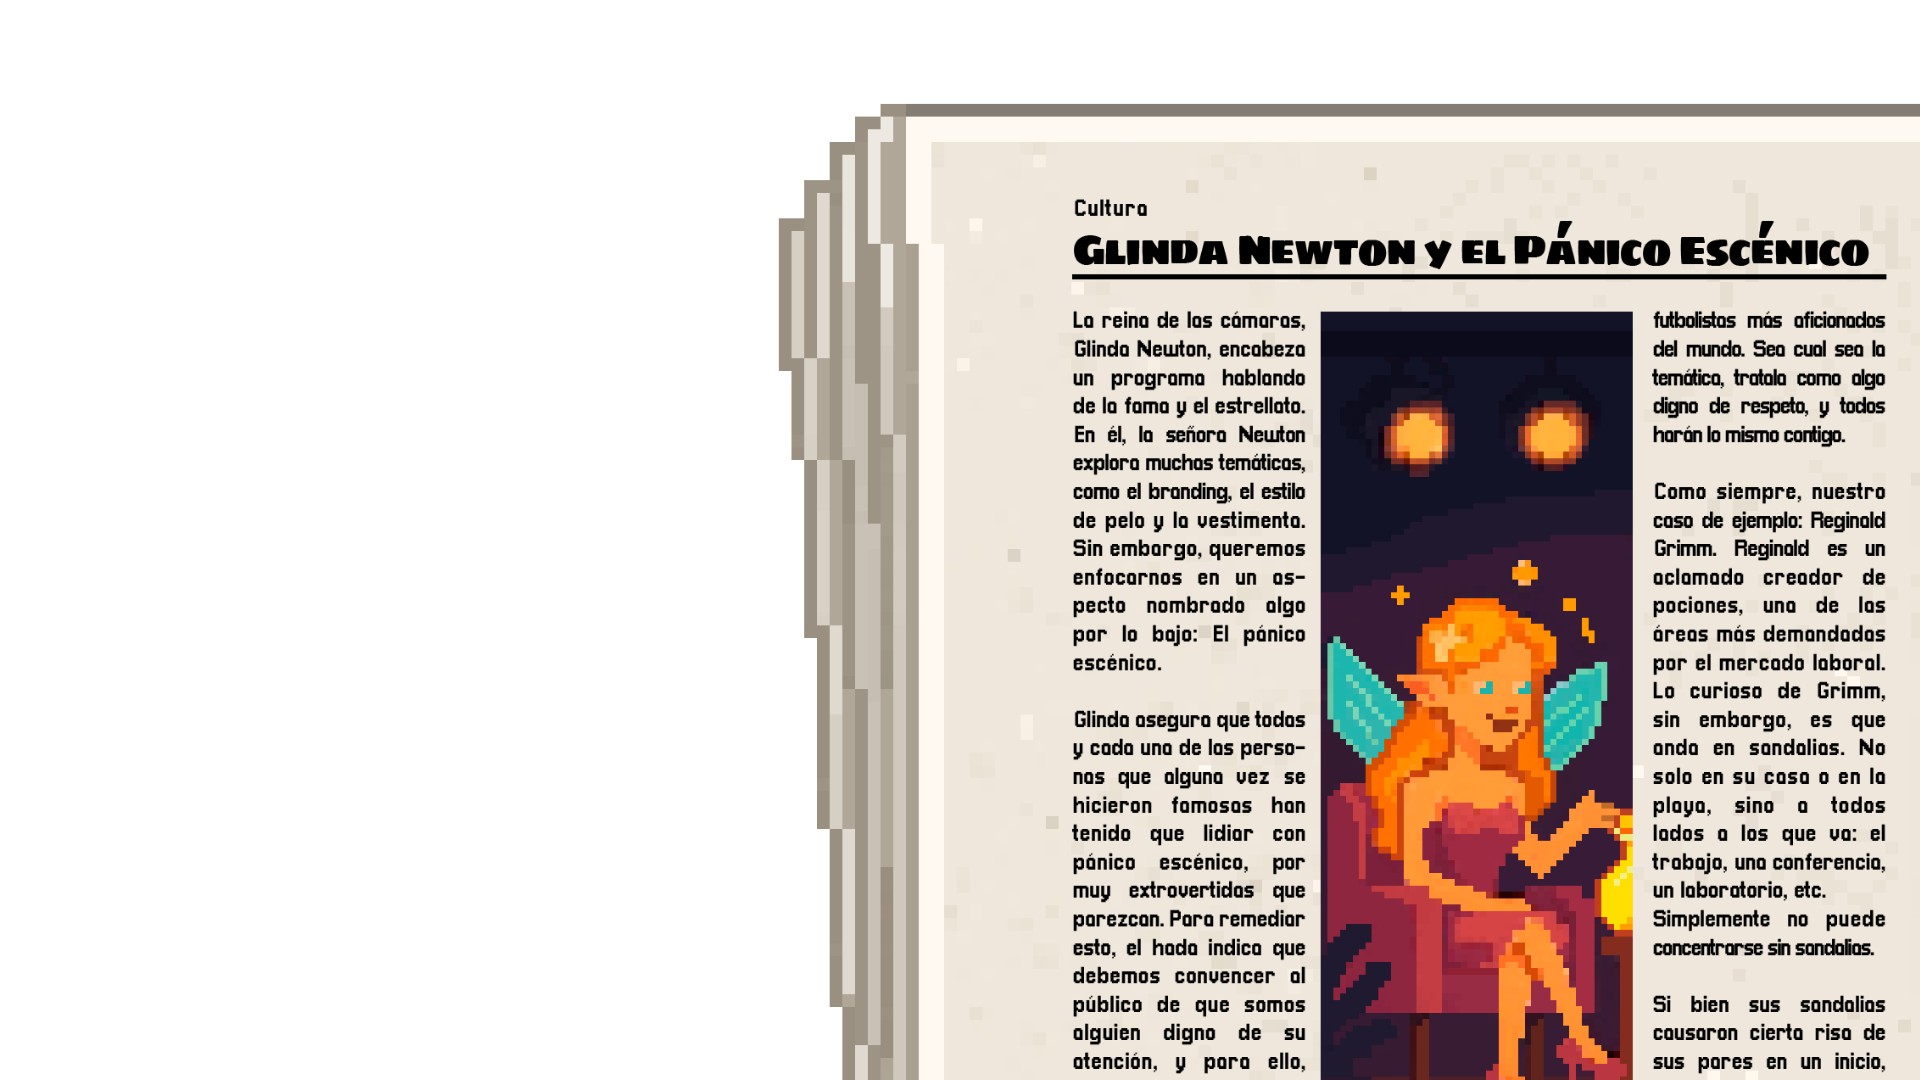 Cultura
Glinda Newton y el Pánico Escénico
La reina de las cámaras,
Glinda Newton, encabeza
un programa hablando
de la fama y el estrellato.
En él, la señora Newton
explora muchas temáticas,
como el branding, el estilo
de pelo y la vestimenta.
Sin embargo, queremos
enfocarnos en un as-
pecto nombrado algo
por lo bajo: El pánico
escénico.
Glinda asegura que todas
y cada una de las perso-
nas que alguna vez se
hicieron famosas han
tenido que lidiar con
pánico escénico, por
muy extrovertidas que
parezcan. Para remediar
esto, el hada indica que
debemos convencer al
público de que somos
alguien digno de su
atención, y para ello,
futbolistas más aficionados
del mundo. Sea cual sea la
temática, tratala como algo
digno de respeto, y todos
harán lo mismo contigo.
Como siempre, nuestro
caso de ejemplo: Reginald
Grimm. Reginald es un
aclamado creador de
pociones, una de las
áreas más demandadas
por el mercado laboral.
Lo curioso de Grimm,
sin embargo, es que
anda en sandalias. No
solo en su casa o en la
playa, sino a todos
lados a los que va: el
trabajo, una conferencia,
un laboratorio, etc.
Simplemente no puede
concentrarse sin sandalias.
Si bien sus sandalias
causaron cierta risa de
sus pares en un inicio,